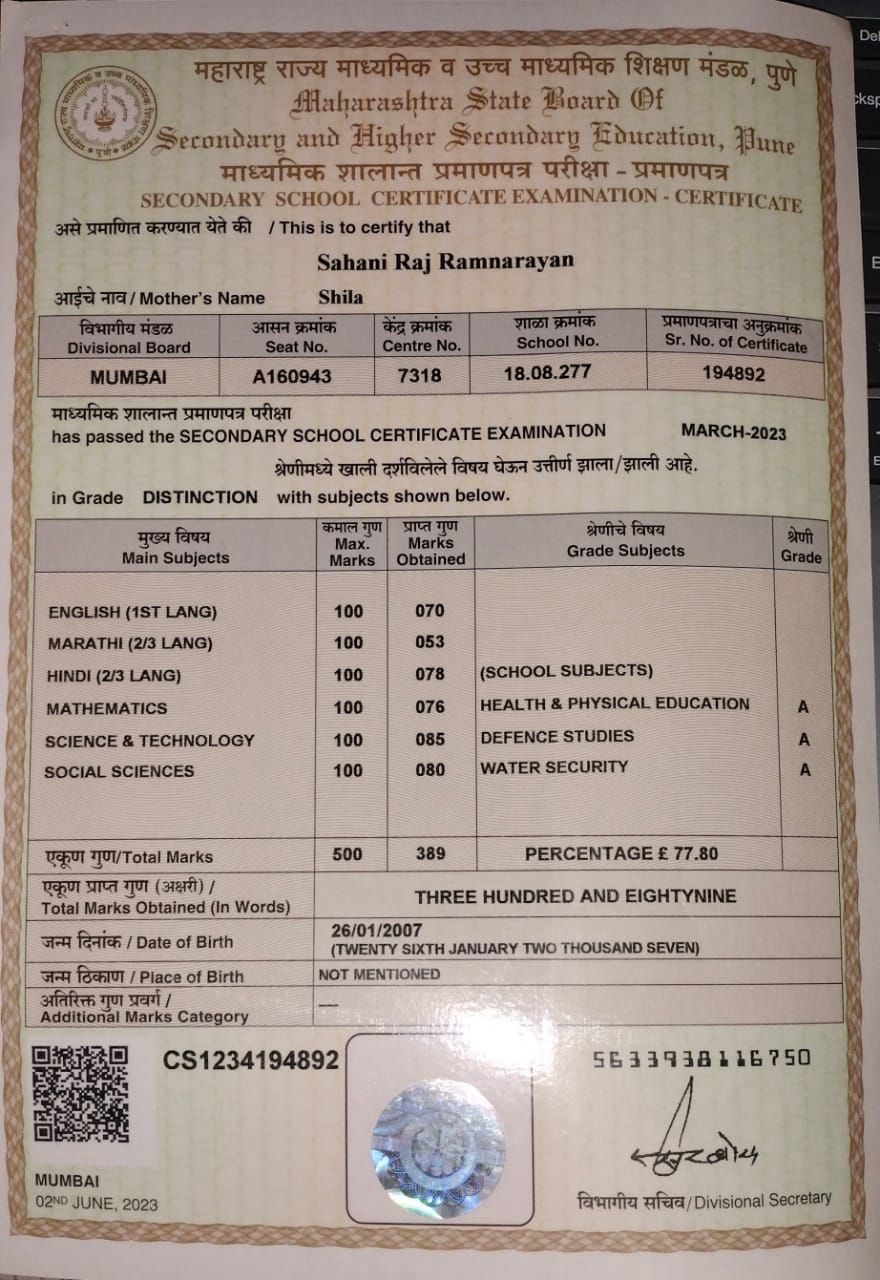 महाराष्ट्र राज्य माध्यमिक व उच्च माध्यमिक शिक्षण मंडळ, पुणे
Maharashtra State Board Of
Secondary and Higher Secondary Education, Pune
माध्यमिक शालान्त प्रमाणपत्र परीक्षा - प्रमाणपत्र
SECONDARY SCHOOL CERTIFICATE EXAMINATION - CERTIFICATE
असे प्रमाणित करण्यात येते की / This is to certify that
Sahani Raj Ramnarayan
आईचे नाव / Mother's Name Shila
विभागीय मंडळ आसन क्रमांक केंद्र क्रमांक शाळा क्रमांक प्रमाणपत्राचा अनुक्रमांक
Divisional Board Seat No. Centre No. School No. Sr. No. of Certificate
MUMBAI A160943 7318 18.08.277 194892
माध्यमिक शालान्त प्रमाणपत्र परीक्षा
has passed the SECONDARY SCHOOL CERTIFICATE EXAMINATION MARCH-2023
श्रेणीमध्ये खाली दर्शविलेले विषय घेऊन उत्तीर्ण झाला/झाली आहे.
in Grade DISTINCTION with subjects shown below.
मुख्य विषय कमाल गुण प्राप्त गुण श्रेणीचे विषय श्रेणी
Main Subjects Max. Marks Marks Obtained Grade Subjects Grade
ENGLISH (1ST LANG) 100 070
MARATHI (2/3 LANG) 100 053
HINDI (2/3 LANG) 100 078 (SCHOOL SUBJECTS)
MATHEMATICS 100 076 HEALTH & PHYSICAL EDUCATION A
SCIENCE & TECHNOLOGY 100 085 DEFENCE STUDIES A
SOCIAL SCIENCES 100 080 WATER SECURITY A
एकूण गुण/Total Marks 500 389 PERCENTAGE £ 77.80
एकूण प्राप्त गुण (अक्षरी) /
Total Marks Obtained (In Words) THREE HUNDRED AND EIGHTYNINE
जन्म दिनांक / Date of Birth 26/01/2007
(TWENTY SIXTH JANUARY TWO THOUSAND SEVEN)
जन्म ठिकाण / Place of Birth NOT MENTIONED
अतिरिक्त गुण प्रवर्ग /
Additional Marks Category ---
CS1234194892
5633938116750
MUMBAI
02ND JUNE, 2023
विभागीय सचिव/Divisional Secretary